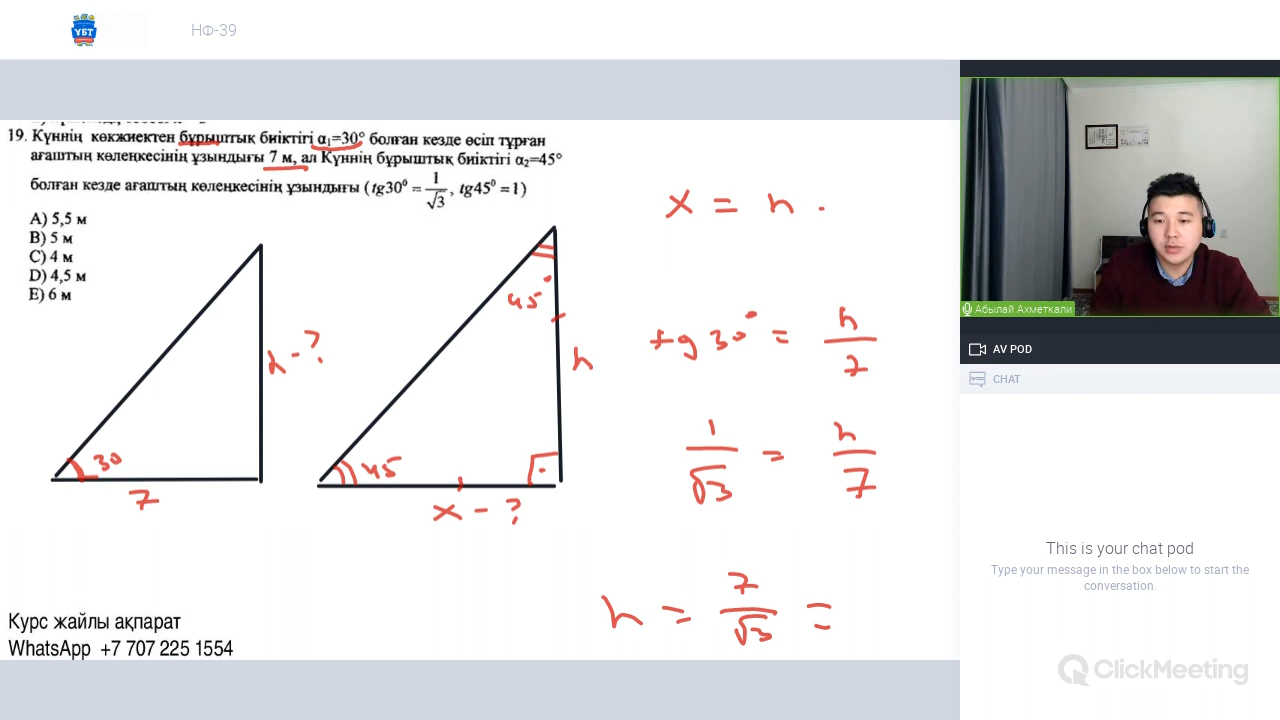 ҰБТ
НФ-39
19. Күннің көкжиектен бұрыштық биіктігі α₁=30° болған кезде өсіп тұрған
ағаштың көлеңкесінің ұзындығы 7 м, ал Күннің бұрыштық биіктігі α₂=45°
болған кезде ағаштың көлеңкесінің ұзындығы (tg30⁰ = 1/√3, tg45⁰ = 1)
A) 5,5 м
B) 5 м
C) 4 м
D) 4,5 м
E) 6 м
30
7
h - ?
45°
45
h
x - ?
x = h .
tg 30° = h/7
1/√3 = h/7
h = 7/√3 =
Курс жайлы ақпарат
WhatsApp +7 707 225 1554
Абылай Ахметкали
AV POD
CHAT
This is your chat pod
Type your message in the box below to start the
conversation.
ClickMeeting